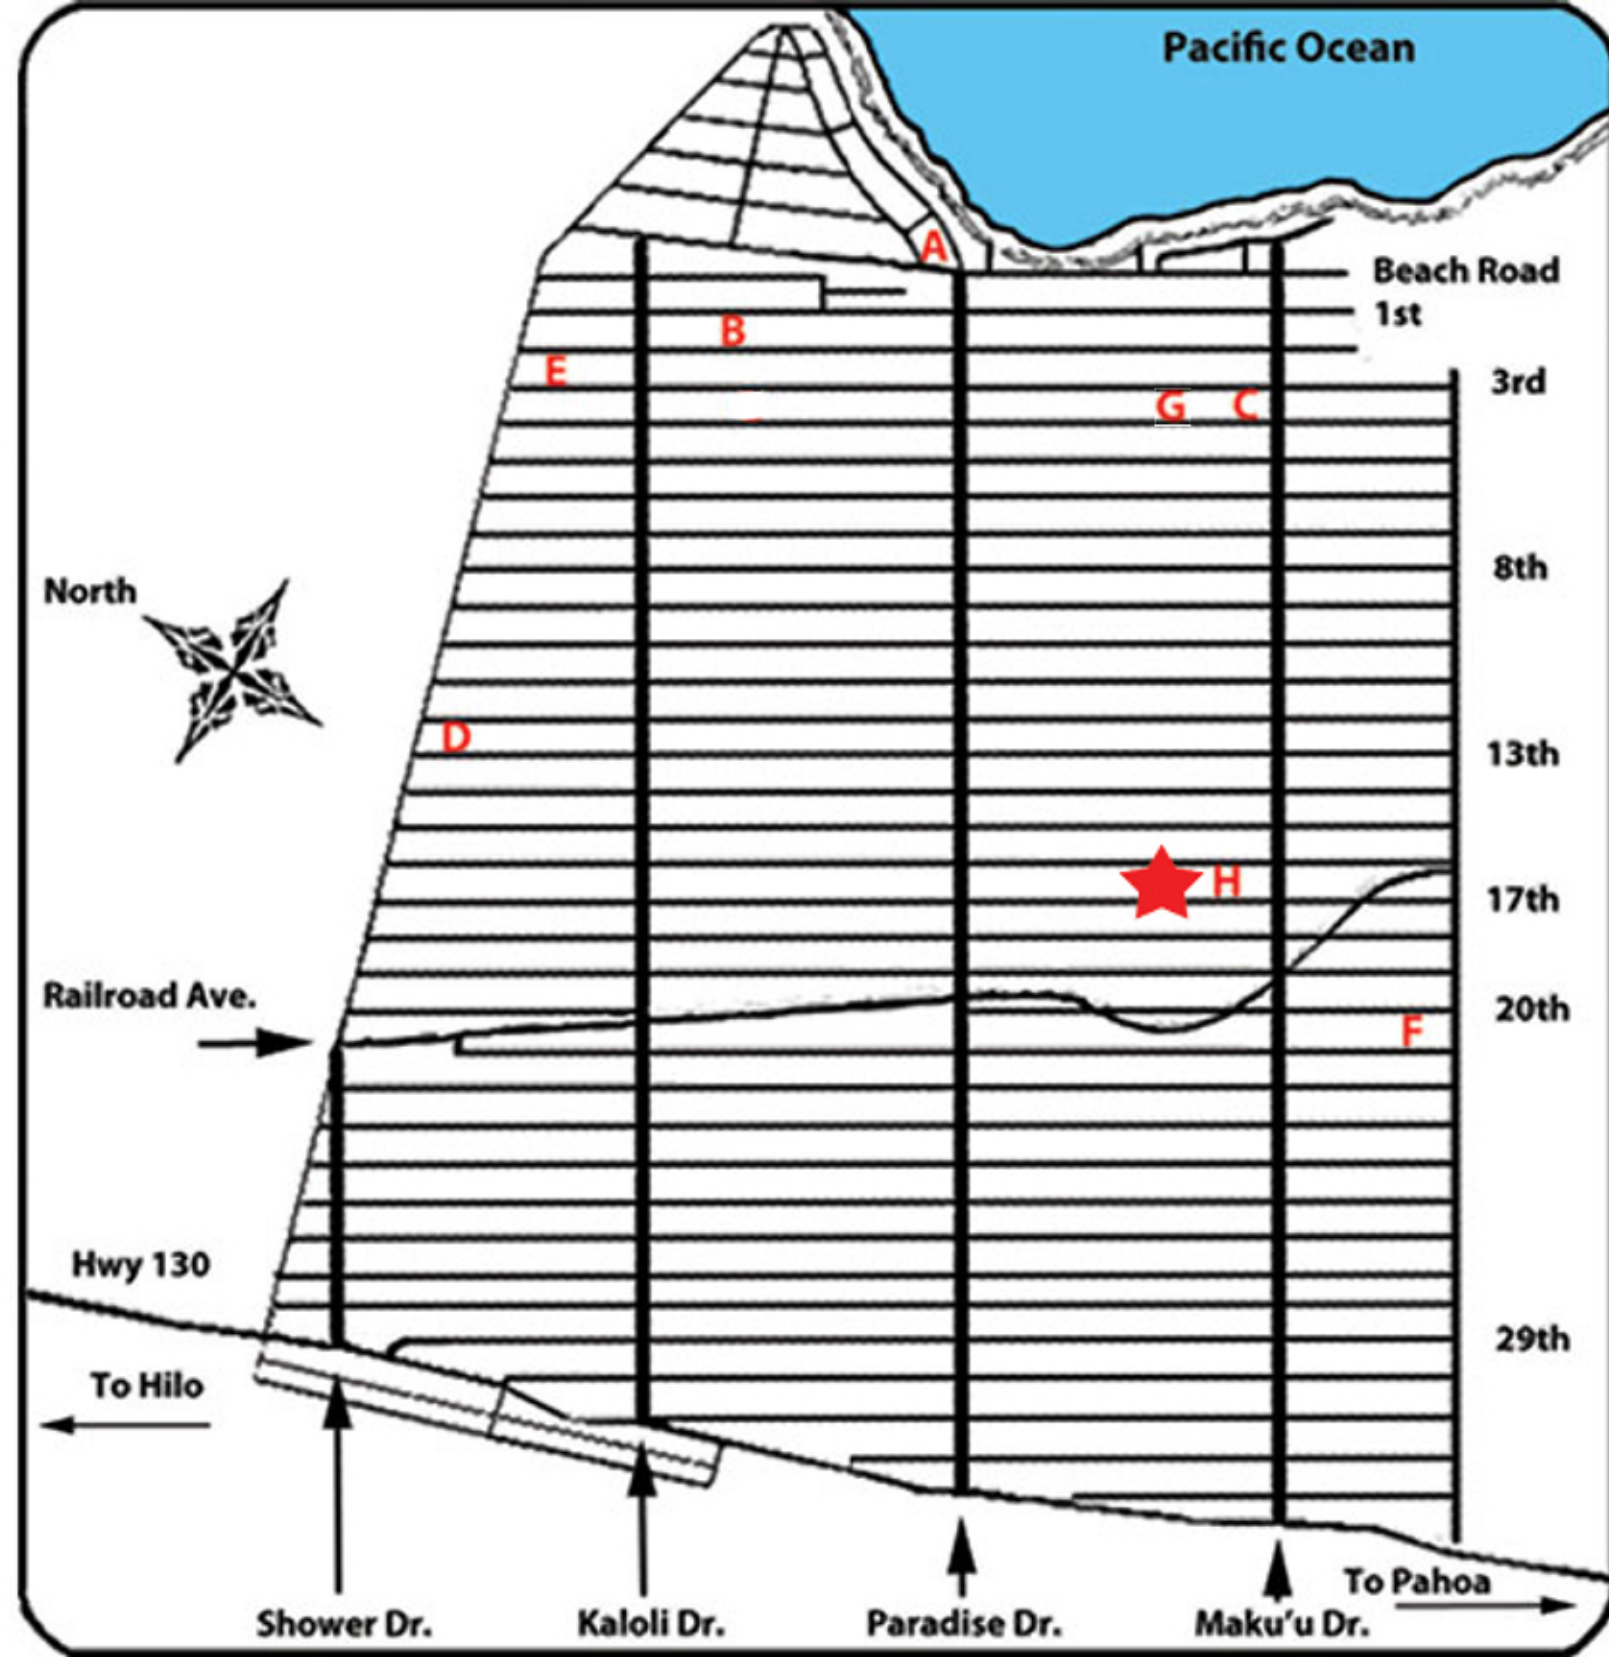 Pacific Ocean
A
Beach Road
1st
B
E
3rd
G C
8th
North
D
13th
H
17th
Railroad Ave.
20th
F
Hwy 130
29th
To Hilo
To Pahoa
Shower Dr. Kaloli Dr. Paradise Dr. Maku'u Dr.